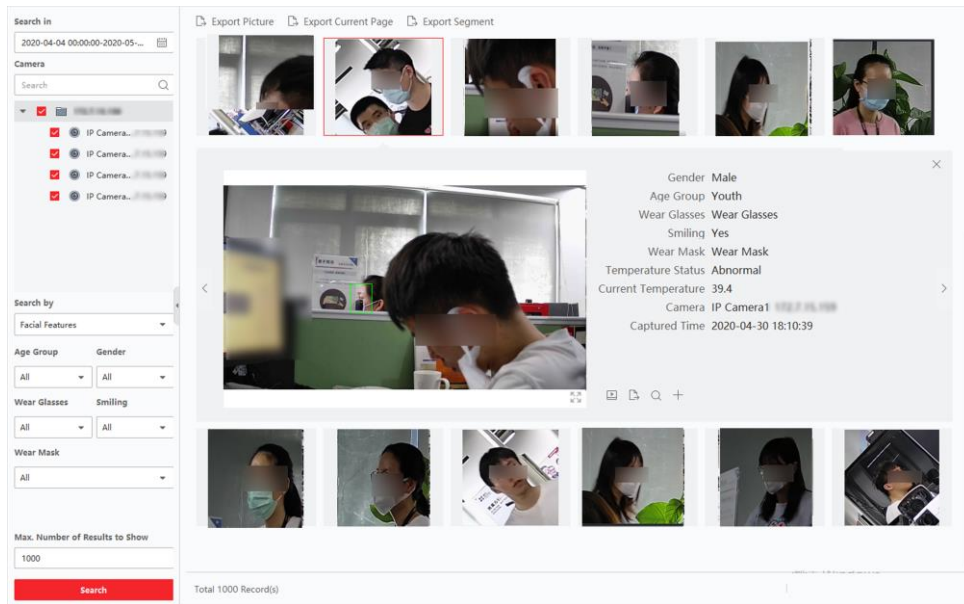 Search in
2020-04-04 00:00:00-2020-05-...
Camera
Search
IP Camera..
IP Camera..
IP Camera..
IP Camera..
Search by
Facial Features
Age Group Gender
All All
Wear Glasses Smiling
All All
Wear Mask
All
Max. Number of Results to Show
1000
Search
Export Picture Export Current Page Export Segment
Gender Male
Age Group Youth
Wear Glasses Wear Glasses
Smiling Yes
Wear Mask Wear Mask
Temperature Status Abnormal
Current Temperature 39.4
Camera IP Camera1
Captured Time 2020-04-30 18:10:39
Total 1000 Record(s)